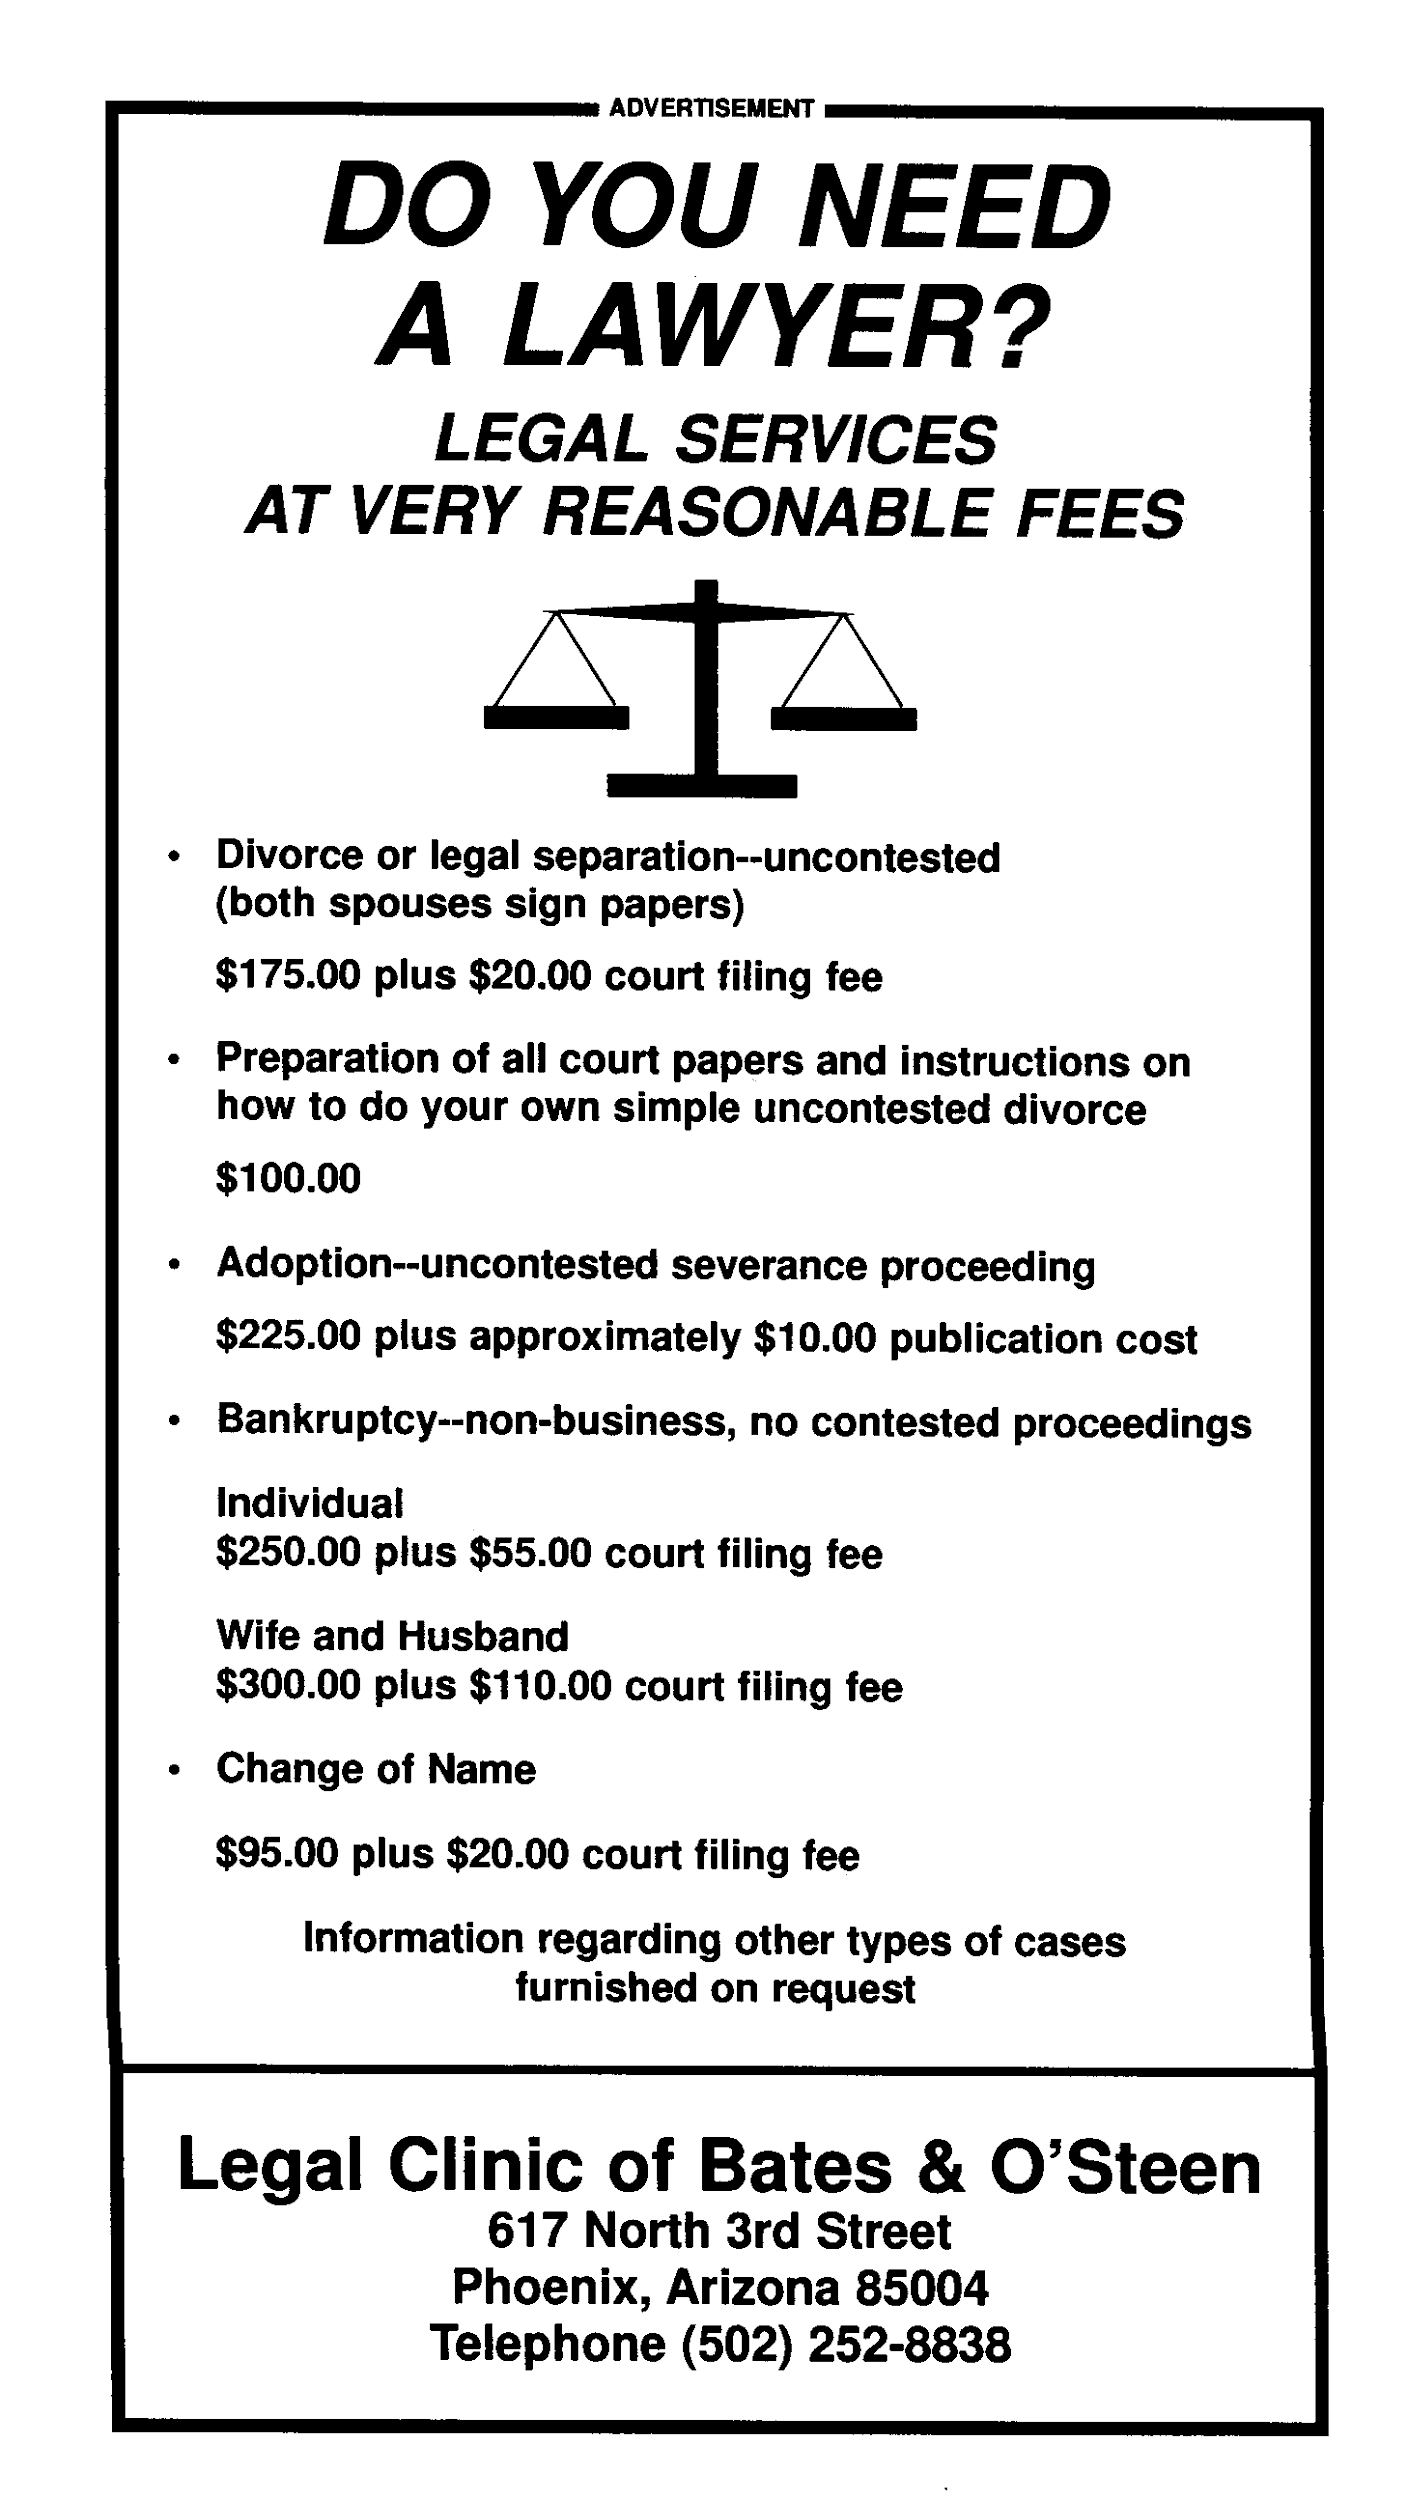 ADVERTISEMENT
DO YOU NEED
A LAWYER?
LEGAL SERVICES
AT VERY REASONABLE FEES
• Divorce or legal separation--uncontested
(both spouses sign papers)
$175.00 plus $20.00 court filing fee
• Preparation of all court papers and instructions on
how to do your own simple uncontested divorce
$100.00
• Adoption--uncontested severance proceeding
$225.00 plus approximately $10.00 publication cost
• Bankruptcy--non-business, no contested proceedings
Individual
$250.00 plus $55.00 court filing fee
Wife and Husband
$300.00 plus $110.00 court filing fee
• Change of Name
$95.00 plus $20.00 court filing fee
Information regarding other types of cases
furnished on request
Legal Clinic of Bates & O'Steen
617 North 3rd Street
Phoenix, Arizona 85004
Telephone (502) 252-8838